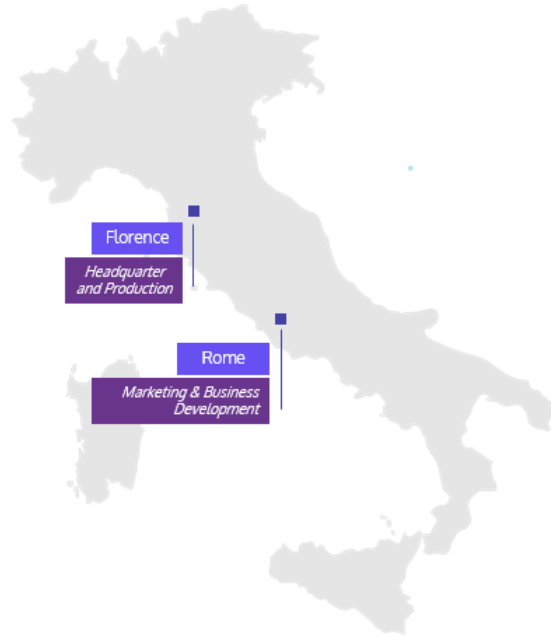 Florence
Headquarter
and Production
Rome
Marketing & Business
Development